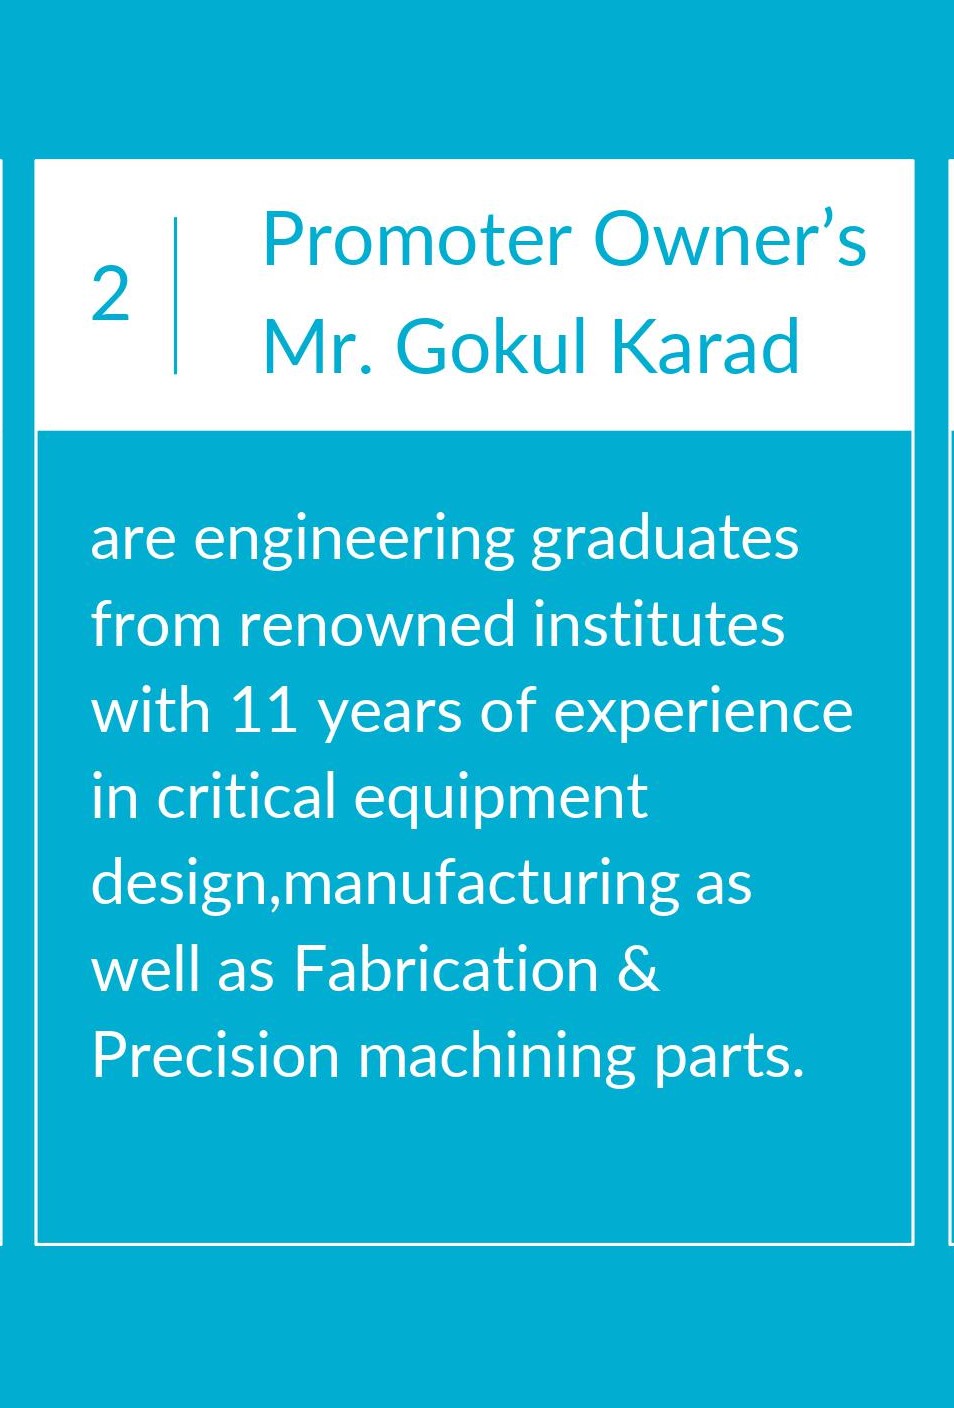 2
Promoter Owner’s
Mr. Gokul Karad
are engineering graduates
from renowned institutes
with 11 years of experience
in critical equipment
design,manufacturing as
well as Fabrication &
Precision machining parts.